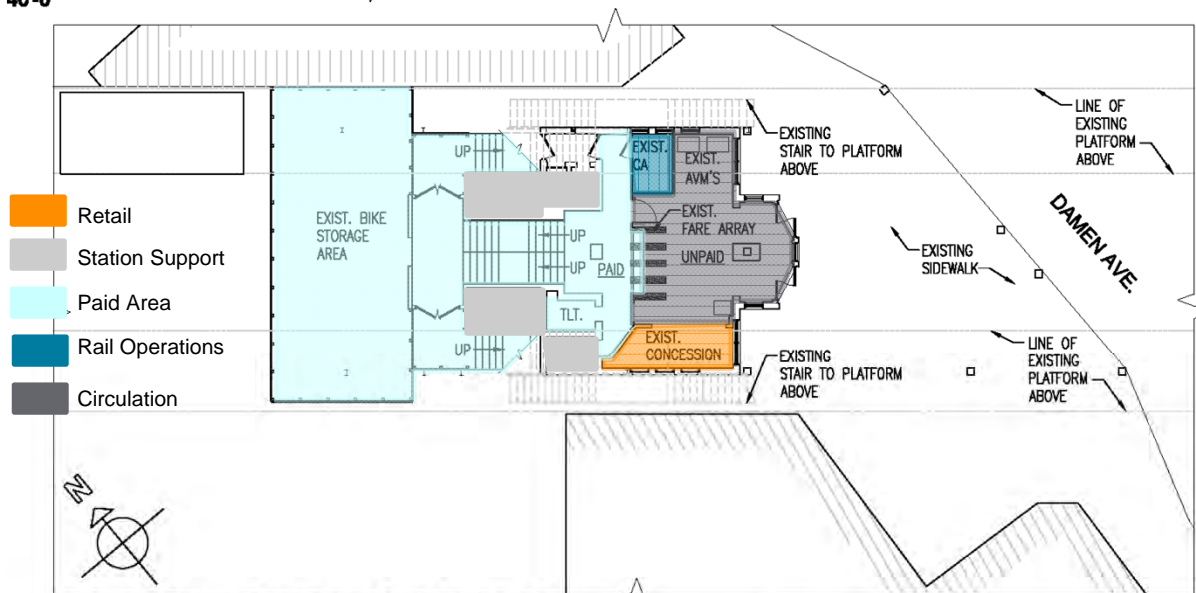 40'-0"
LINE OF
EXISTING
PLATFORM
ABOVE
EXISTING
STAIR TO PLATFORM
ABOVE
UP
EXIST.
CA
EXIST.
AVM'S
Retail
Station Support
Paid Area
Rail Operations
Circulation
EXIST. BIKE
STORAGE
AREA
EXIST.
FARE ARRAY
UP
UP
PAID
UNPAID
EXISTING
SIDEWALK
DAMEN AVE.
TLT.
UP
EXIST.
CONCESSION
EXISTING
STAIR TO PLATFORM
ABOVE
LINE OF
EXISTING
PLATFORM
ABOVE
N